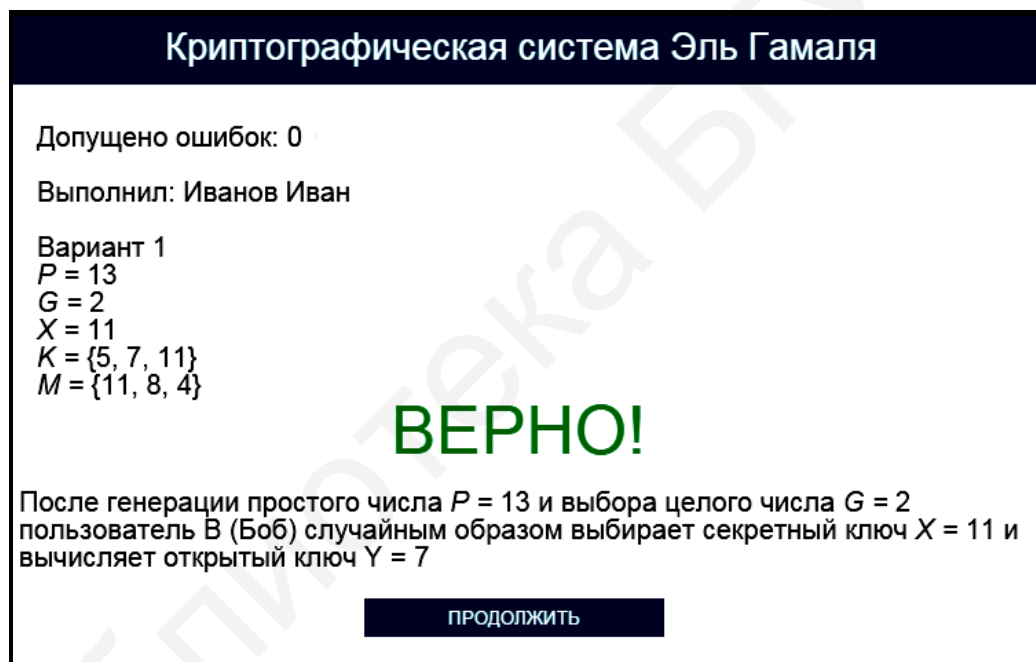 Криптографическая система Эль Гамаля
Допущено ошибок: 0
Выполнил: Иванов Иван
Вариант 1
P = 13
G = 2
X = 11
K = {5, 7, 11}
M = {11, 8, 4}
ВЕРНО!
После генерации простого числа P = 13 и выбора целого числа G = 2
пользователь В (Боб) случайным образом выбирает секретный ключ X = 11 и
вычисляет открытый ключ Y = 7
ПРОДОЛЖИТЬ